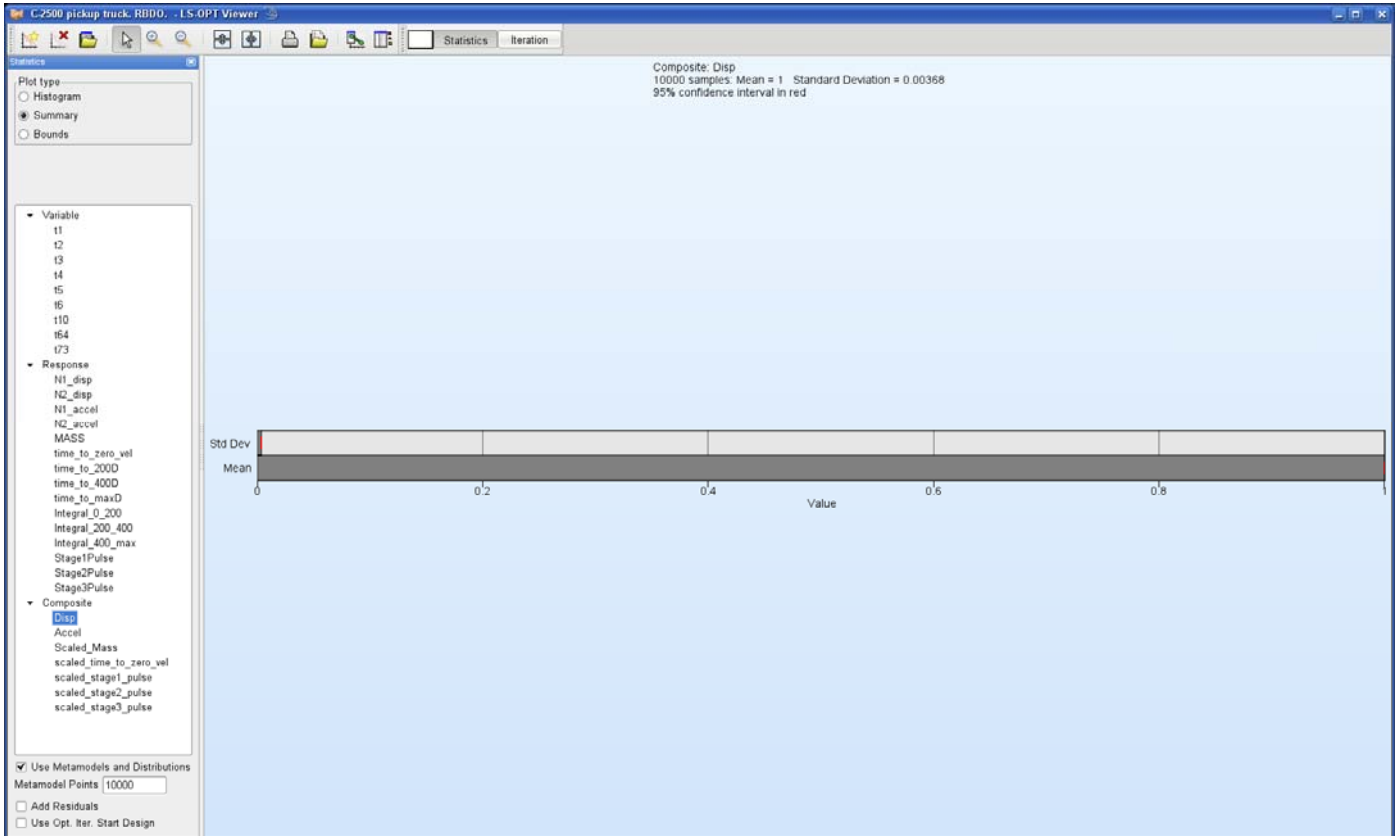 C-2500 pickup truck. RBDO. - LS-OPT Viewer
Statistics Iteration
Statistics
Plot type
Histogram
Summary
Bounds
Variable
t1
t2
t3
t4
t5
t6
t10
t64
t73
Response
N1_disp
N2_disp
N1_accel
N2_accel
MASS
time_to_zero_vel
time_to_200D
time_to_400D
time_to_maxD
Integral_0_200
Integral_200_400
Integral_400_max
Stage1Pulse
Stage2Pulse
Stage3Pulse
Composite
Disp
Accel
Scaled_Mass
scaled_time_to_zero_vel
scaled_stage1_pulse
scaled_stage2_pulse
scaled_stage3_pulse
Use Metamodels and Distributions
Metamodel Points 10000
Add Residuals
Use Opt. Iter. Start Design
Composite: Disp
10000 samples: Mean = 1 Standard Deviation = 0.00368
95% confidence interval in red
Std Dev
Mean
0 0.2 0.4 0.6 0.8 1
Value